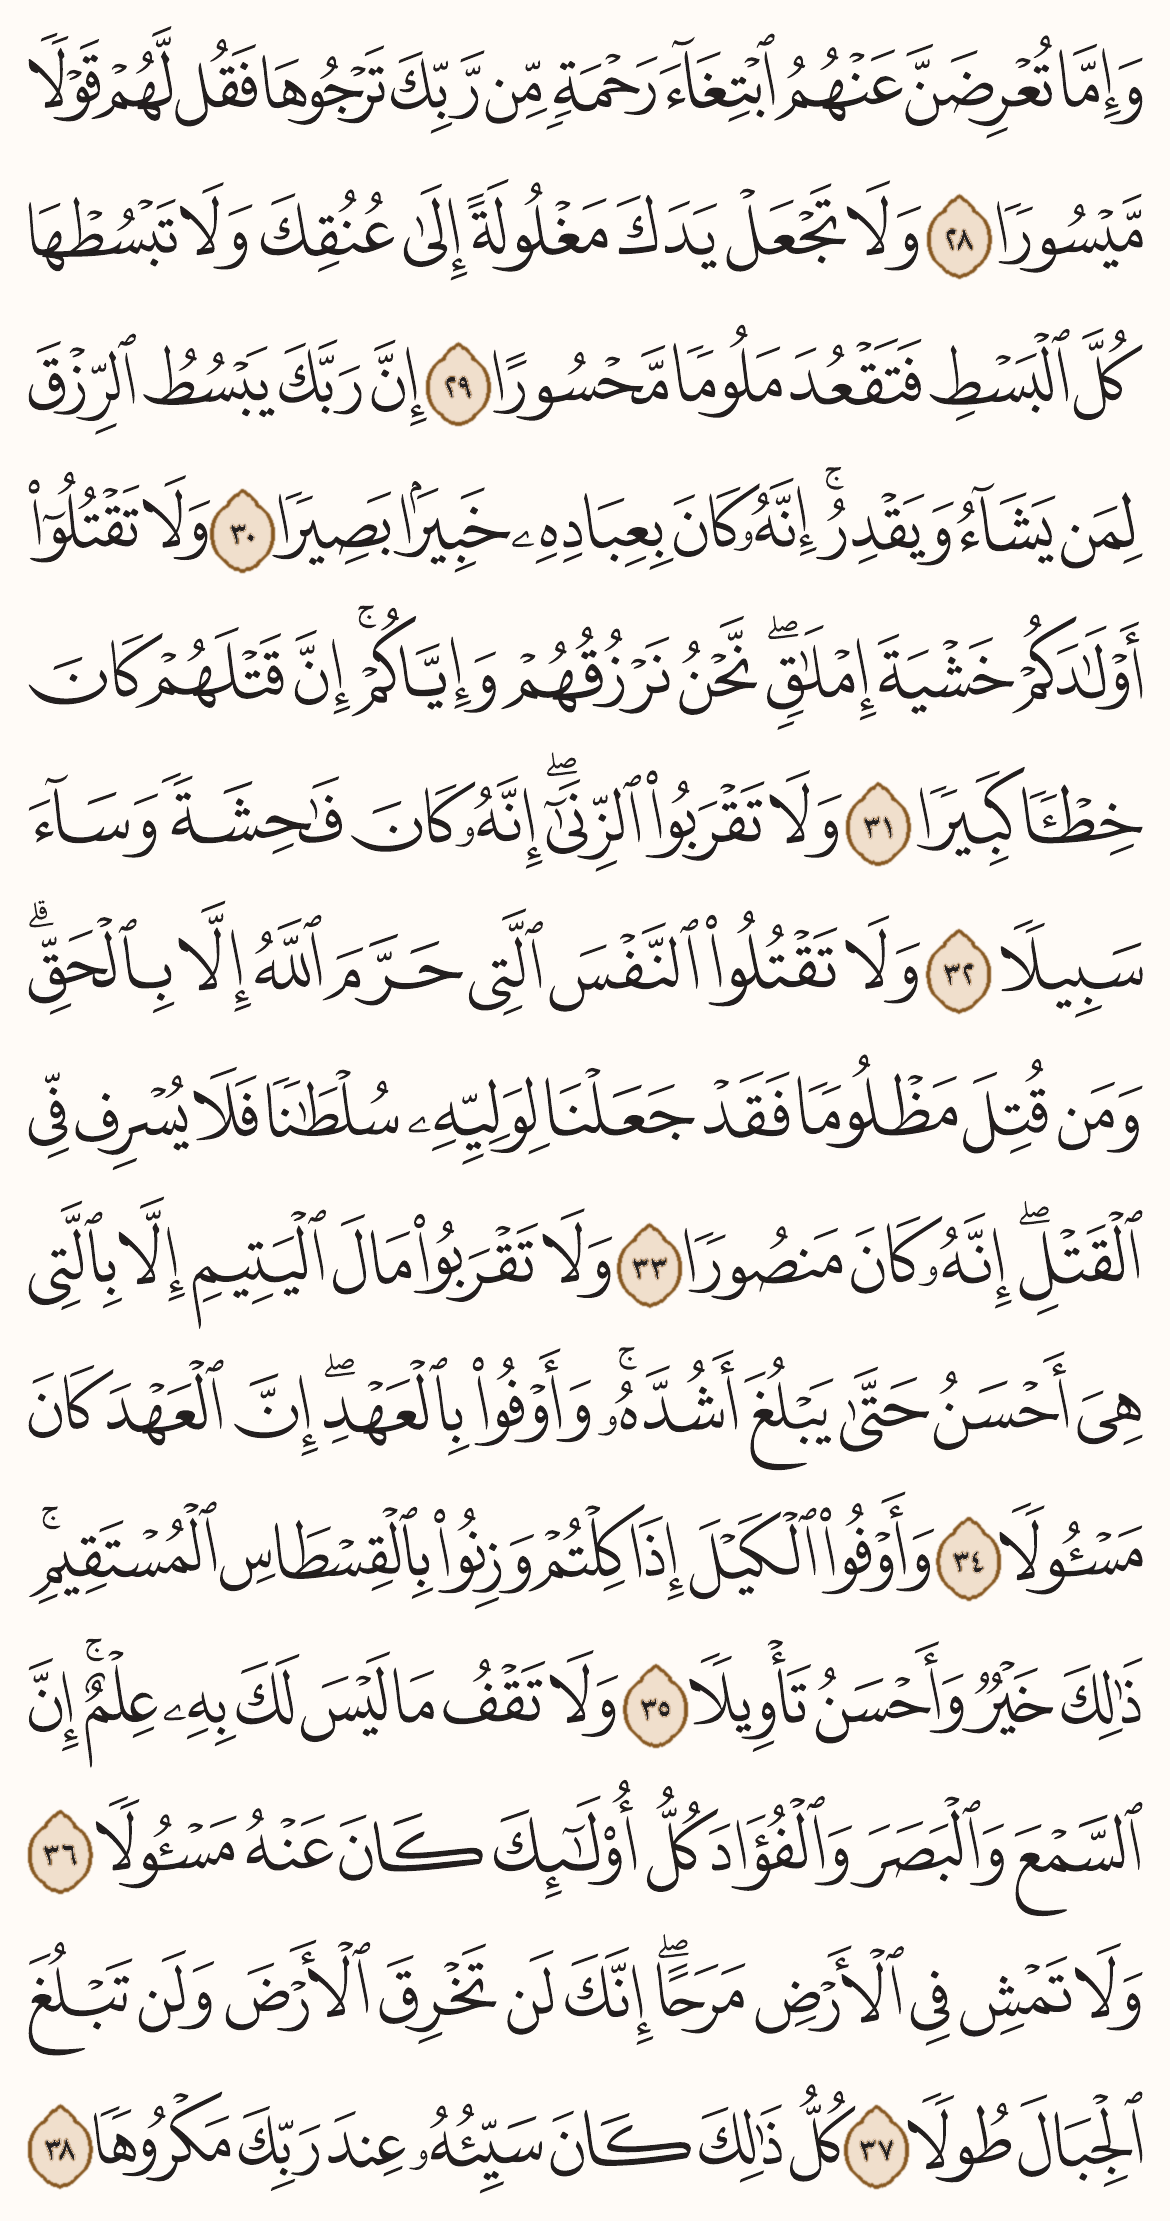 وَإِمَّا تُعۡرِضَنَّ عَنۡهُمُ ٱبۡتِغَآءَ رَحۡمَةٖ مِّن رَّبِّكَ تَرۡجُوهَا فَقُل لَّهُمۡ قَوۡلٗا
مَّيۡسُورٗا ٢٨ وَلَا تَجۡعَلۡ يَدَكَ مَغۡلُولَةً إِلَىٰ عُنُقِكَ وَلَا تَبۡسُطۡهَا
كُلَّ ٱلۡبَسۡطِ فَتَقۡعُدَ مَلُومٗا مَّحۡسُورًا ٢٩ إِنَّ رَبَّكَ يَبۡسُطُ ٱلرِّزۡقَ
لِمَن يَشَآءُ وَيَقۡدِرُۚ إِنَّهُۥ كَانَ بِعِبَادِهِۦ خَبِيرَۢا بَصِيرٗا ٣٠ وَلَا تَقۡتُلُوٓاْ
أَوۡلَٰدَكُمۡ خَشۡيَةَ إِمۡلَٰقٖۖ نَّحۡنُ نَرۡزُقُهُمۡ وَإِيَّاكُمۡۚ إِنَّ قَتۡلَهُمۡ كَانَ
خِطۡـٔٗا كَبِيرٗا ٣١ وَلَا تَقۡرَبُواْ ٱلزِّنَىٰٓۖ إِنَّهُۥ كَانَ فَٰحِشَةٗ وَسَآءَ
سَبِيلٗا ٣٢ وَلَا تَقۡتُلُواْ ٱلنَّفۡسَ ٱلَّتِي حَرَّمَ ٱللَّهُ إِلَّا بِٱلۡحَقِّۗ
وَمَن قُتِلَ مَظۡلُومٗا فَقَدۡ جَعَلۡنَا لِوَلِيِّهِۦ سُلۡطَٰنٗا فَلَا يُسۡرِف فِّي
ٱلۡقَتۡلِۖ إِنَّهُۥ كَانَ مَنصُورٗا ٣٣ وَلَا تَقۡرَبُواْ مَالَ ٱلۡيَتِيمِ إِلَّا بِٱلَّتِي
هِيَ أَحۡسَنُ حَتَّىٰ يَبۡلُغَ أَشُدَّهُۥۚ وَأَوۡفُواْ بِٱلۡعَهۡدِۖ إِنَّ ٱلۡعَهۡدَ كَانَ
مَسۡـُٔولٗا ٣٤ وَأَوۡفُواْ ٱلۡكَيۡلَ إِذَا كِلۡتُمۡ وَزِنُواْ بِٱلۡقِسۡطَاسِ ٱلۡمُسۡتَقِيمِۚ
ذَٰلِكَ خَيۡرٞ وَأَحۡسَنُ تَأۡوِيلٗا ٣٥ وَلَا تَقۡفُ مَا لَيۡسَ لَكَ بِهِۦ عِلۡمٌۚ إِنَّ
ٱلسَّمۡعَ وَٱلۡبَصَرَ وَٱلۡفُؤَادَ كُلُّ أُوْلَٰٓئِكَ كَانَ عَنۡهُ مَسۡـُٔولٗا ٣٦
وَلَا تَمۡشِ فِي ٱلۡأَرۡضِ مَرَحًاۖ إِنَّكَ لَن تَخۡرِقَ ٱلۡأَرۡضَ وَلَن تَبۡلُغَ
ٱلۡجِبَالَ طُولٗا ٣٧ كُلُّ ذَٰلِكَ كَانَ سَيِّئُهُۥ عِندَ رَبِّكَ مَكۡرُوهٗا ٣٨